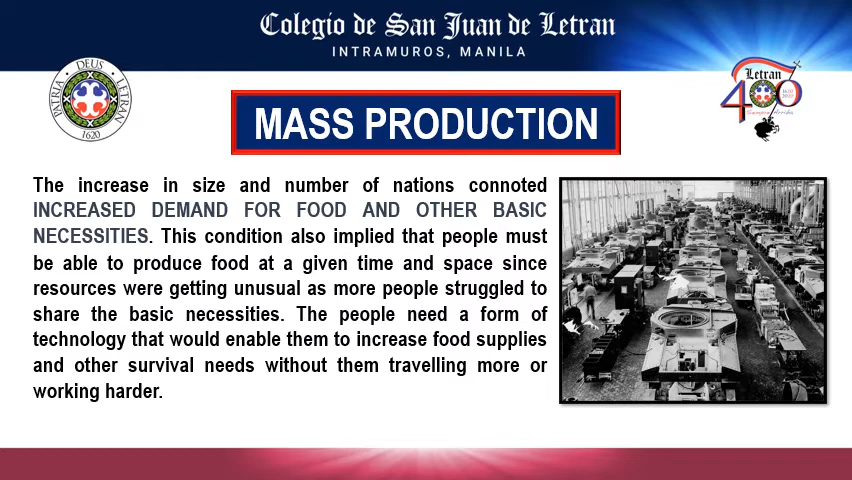 Colegio de San Juan de Letran
INTRAMUROS, MANILA
DEUS
PATRIA
LETRAN
1620
Letran
400
MASS PRODUCTION
The increase in size and number of nations connoted
INCREASED DEMAND FOR FOOD AND OTHER BASIC
NECESSITIES. This condition also implied that people must
be able to produce food at a given time and space since
resources were getting unusual as more people struggled to
share the basic necessities. The people need a form of
technology that would enable them to increase food supplies
and other survival needs without them travelling more or
working harder.